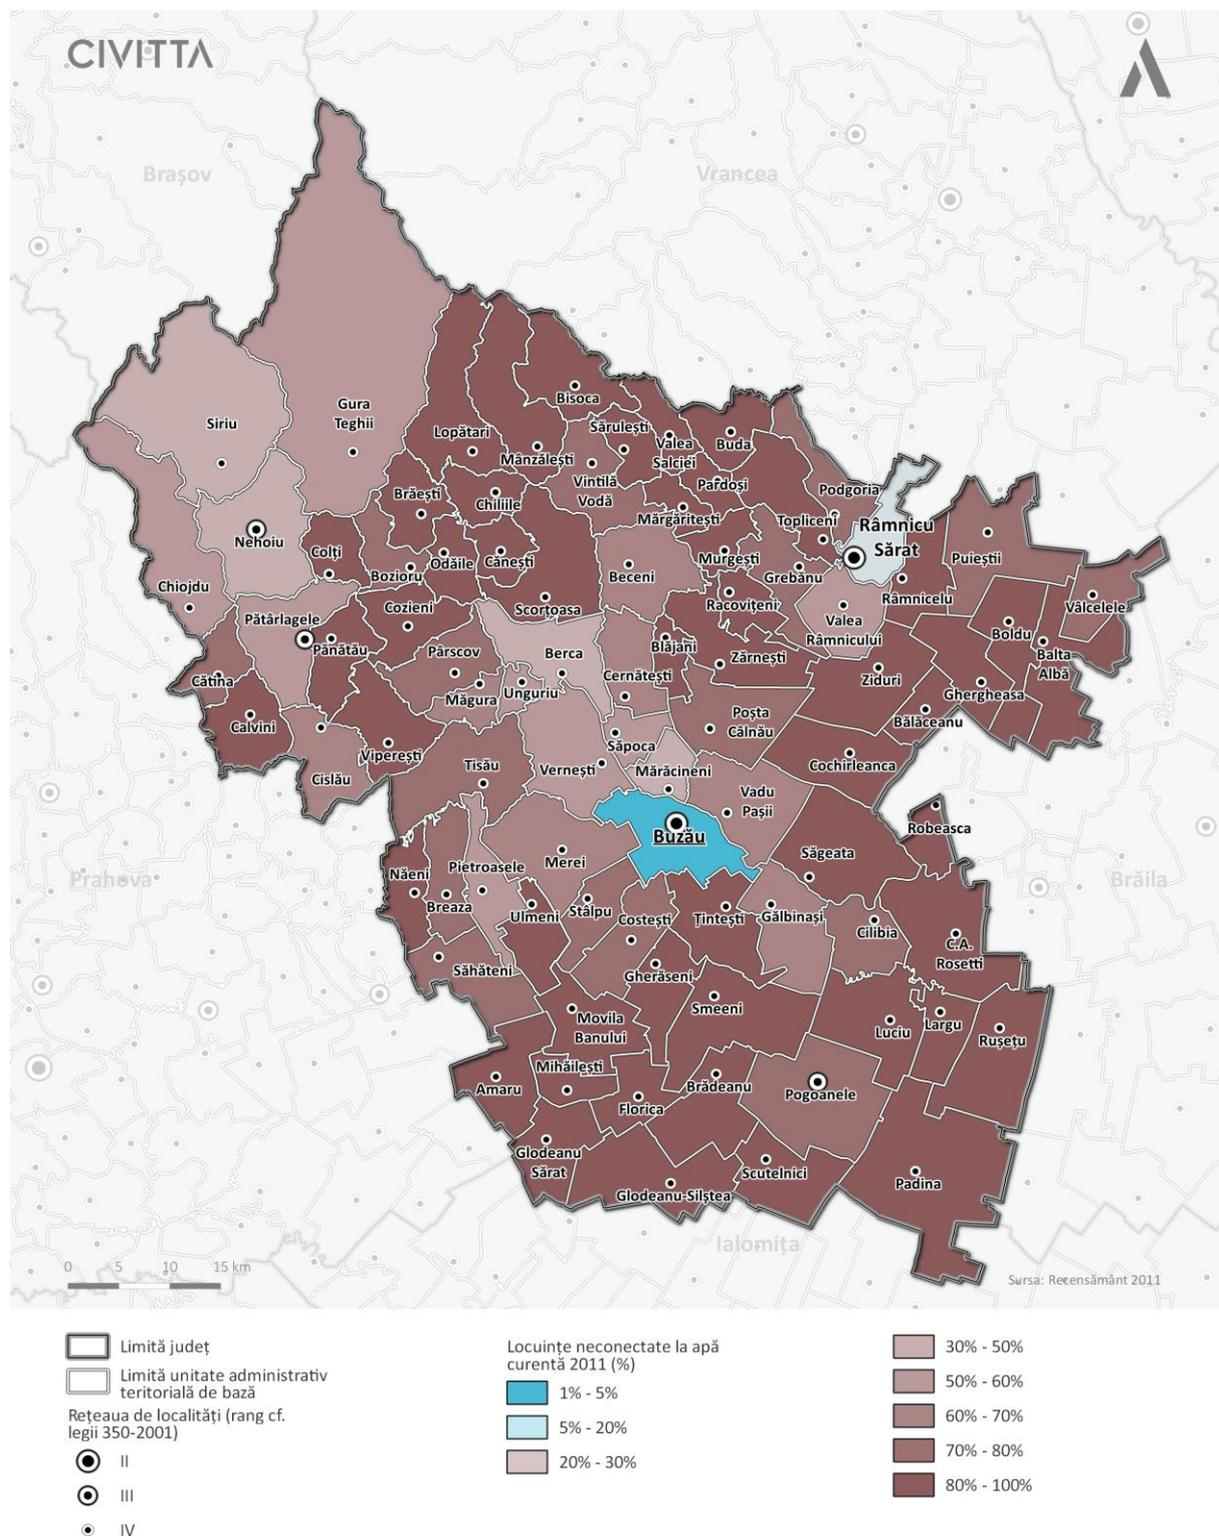 CIVITTA
Brașov
Vrancea
Siriu
Gura
Teghii
Bisoca
Lopătari
Sărulești
Mânzălești
Valea
Salciei
Buda
Vintilă
Vodă
Pardoși
Podgoria
Brăești
Chiliile
Mărgăritești
Topliceni
Râmnicu
Sărat
Nehoiu
Colți
Bozioru
Odăile
Cănești
Beceni
Murgești
Grebănu
Puieștii
Chiojdu
Râmnicelu
Vâlcelele
Pătârlagele
Cozieni
Scorțoasa
Racovițeni
Valea
Râmnicului
Boldu
Pănătău
Pârscov
Berca
Blăjani
Zărnești
Balta
Albă
Cătina
Măgura
Unguriu
Cernătești
Ziduri
Ghergheasa
Calvini
Viperești
Poșta
Câlnău
Bălăceanu
Săpoca
Cislău
Tisău
Vernești
Mărăcineni
Cochirleanca
Vadu
Pașii
Buzău
Robeasca
Prahova
Merei
Săgeata
Brăila
Năeni
Pietroasele
Breaza
Ulmeni
Stâlpu
Costești
Țintești
Gălbinași
Cilibia
C.A.
Rosetti
Săhăteni
Gherăseni
Movila
Banului
Smeeni
Luciu
Largu
Rușețu
Mihăilești
Amaru
Florica
Brădeanu
Pogoanele
Glodeanu
Sărat
Glodeanu-Siliștea
Scutelnici
Padina
Ialomița
0 5 10 15 km
Sursa: Recensământ 2011
Limită județ
Limită unitate administrativ
teritorială de bază
Rețeaua de localități (rang cf.
legii 350-2001)
II
III
IV
Locuințe neconectate la apă
curentă 2011 (%)
1% - 5%
5% - 20%
20% - 30%
30% - 50%
50% - 60%
60% - 70%
70% - 80%
80% - 100%